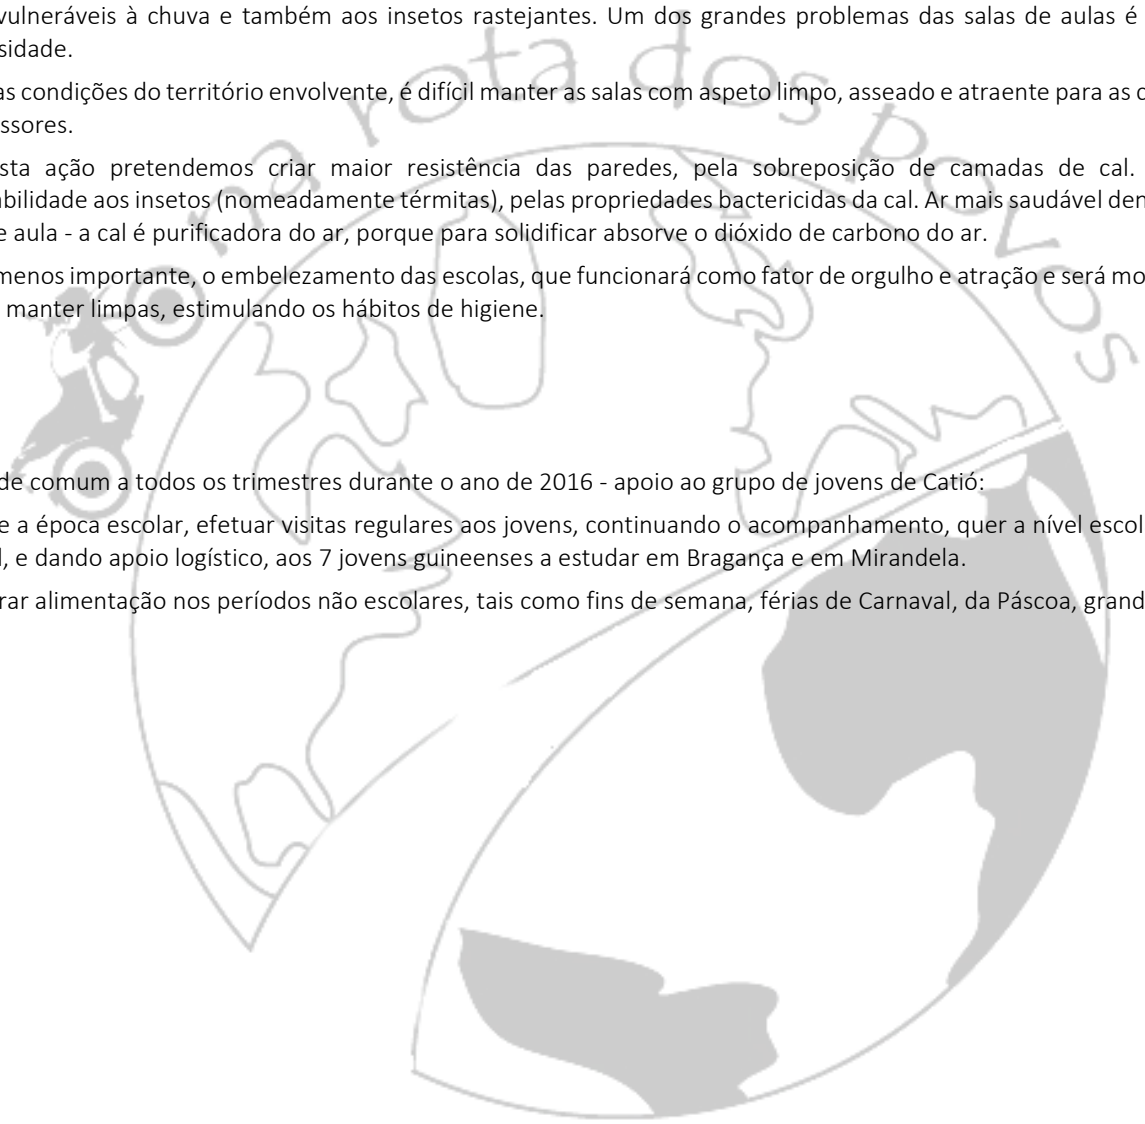 vulneráveis à chuva e também aos insetos rastejantes. Um dos grandes problemas das salas de aulas é
sidade.
na rota dos povos
as condições do território envolvente, é difícil manter as salas com aspeto limpo, asseado e atraente para as c
ssores.
sta ação pretendemos criar maior resistência das paredes, pela sobreposição de camadas de cal.
abilidade aos insetos (nomeadamente térmitas), pelas propriedades bactericidas da cal. Ar mais saudável den
e aula - a cal é purificadora do ar, porque para solidificar absorve o dióxido de carbono do ar.
menos importante, o embelezamento das escolas, que funcionará como fator de orgulho e atração e será mo
manter limpas, estimulando os hábitos de higiene.
de comum a todos os trimestres durante o ano de 2016 - apoio ao grupo de jovens de Catió:
e a época escolar, efetuar visitas regulares aos jovens, continuando o acompanhamento, quer a nível escol
l, e dando apoio logístico, aos 7 jovens guineenses a estudar em Bragança e em Mirandela.
rar alimentação nos períodos não escolares, tais como fins de semana, férias de Carnaval, da Páscoa, grand